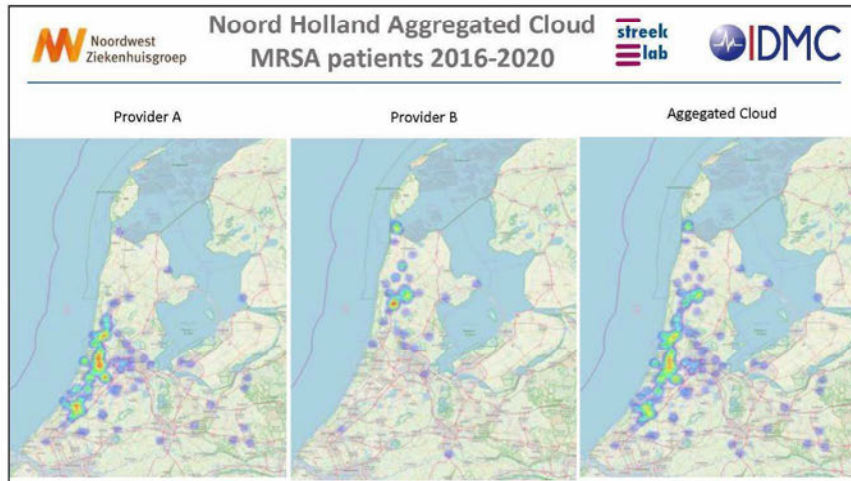 Noordwest
Ziekenhuisgroep
Noord Holland Aggregated Cloud
MRSA patients 2016-2020
streek
lab
IDMC
Provider A
Provider B
Aggegated Cloud